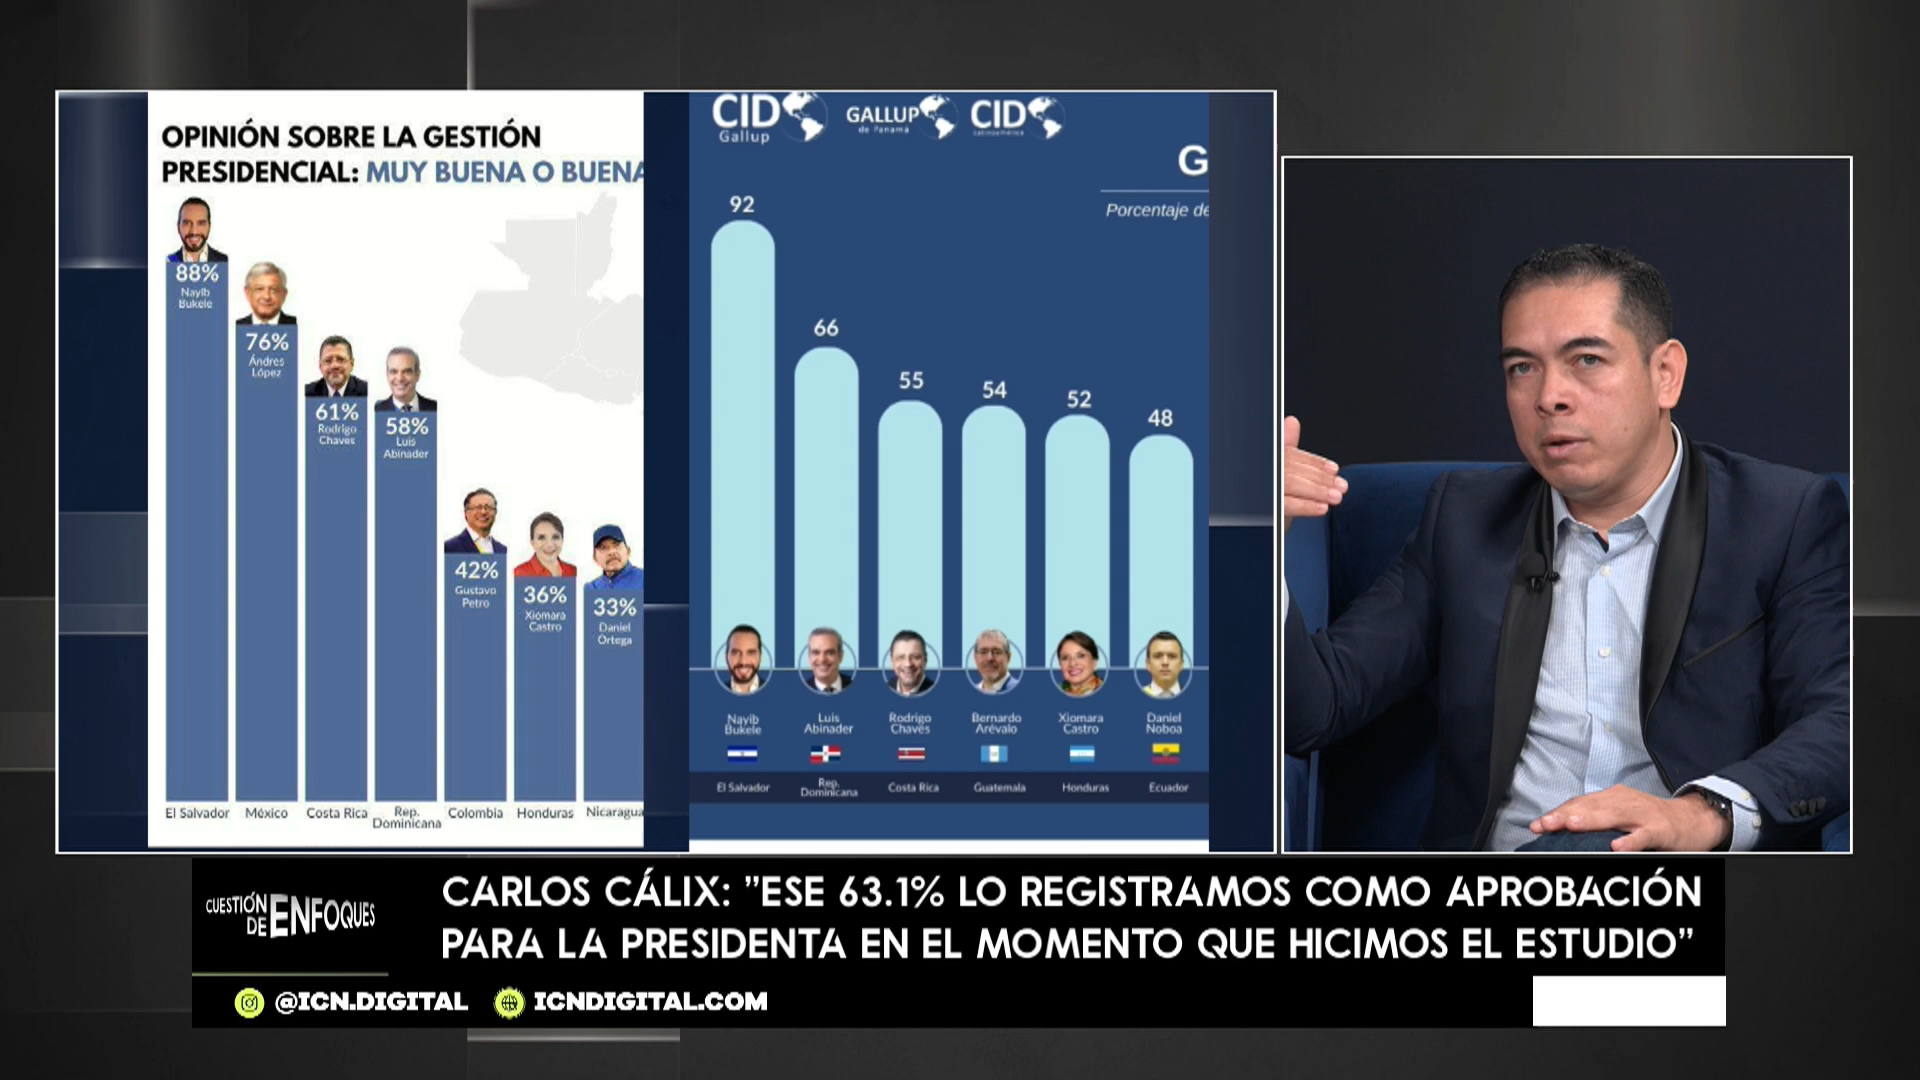 OPINIÓN SOBRE LA GESTIÓN
PRESIDENCIAL: MUY BUENA O BUENA
88%
Nayib
Bukele
76%
Ándres
López
61%
Rodrigo
Chaves
58%
Luis
Abinader
42%
Gustavo
Petro
36%
Xiomara
Castro
33%
Daniel
Ortega
El Salvador
México
Costa Rica
Rep.
Dominicana
Colombia
Honduras
Nicaragua
CID
Gallup
GALLUP
de Panamá
CID
Latinoamérica
G
Porcentaje de
92
66
55
54
52
48
Nayib
Bukele
Luis
Abinader
Rodrigo
Chaves
Bernardo
Arévalo
Xiomara
Castro
Daniel
Noboa
El Salvador
Rep.
Dominicana
Costa Rica
Guatemala
Honduras
Ecuador
CUESTIÓN
DE ENFOQUES
CARLOS CÁLIX: "ESE 63.1% LO REGISTRAMOS COMO APROBACIÓN
PARA LA PRESIDENTA EN EL MOMENTO QUE HICIMOS EL ESTUDIO"
@ICN.DIGITAL
ICNDIGITAL.COM